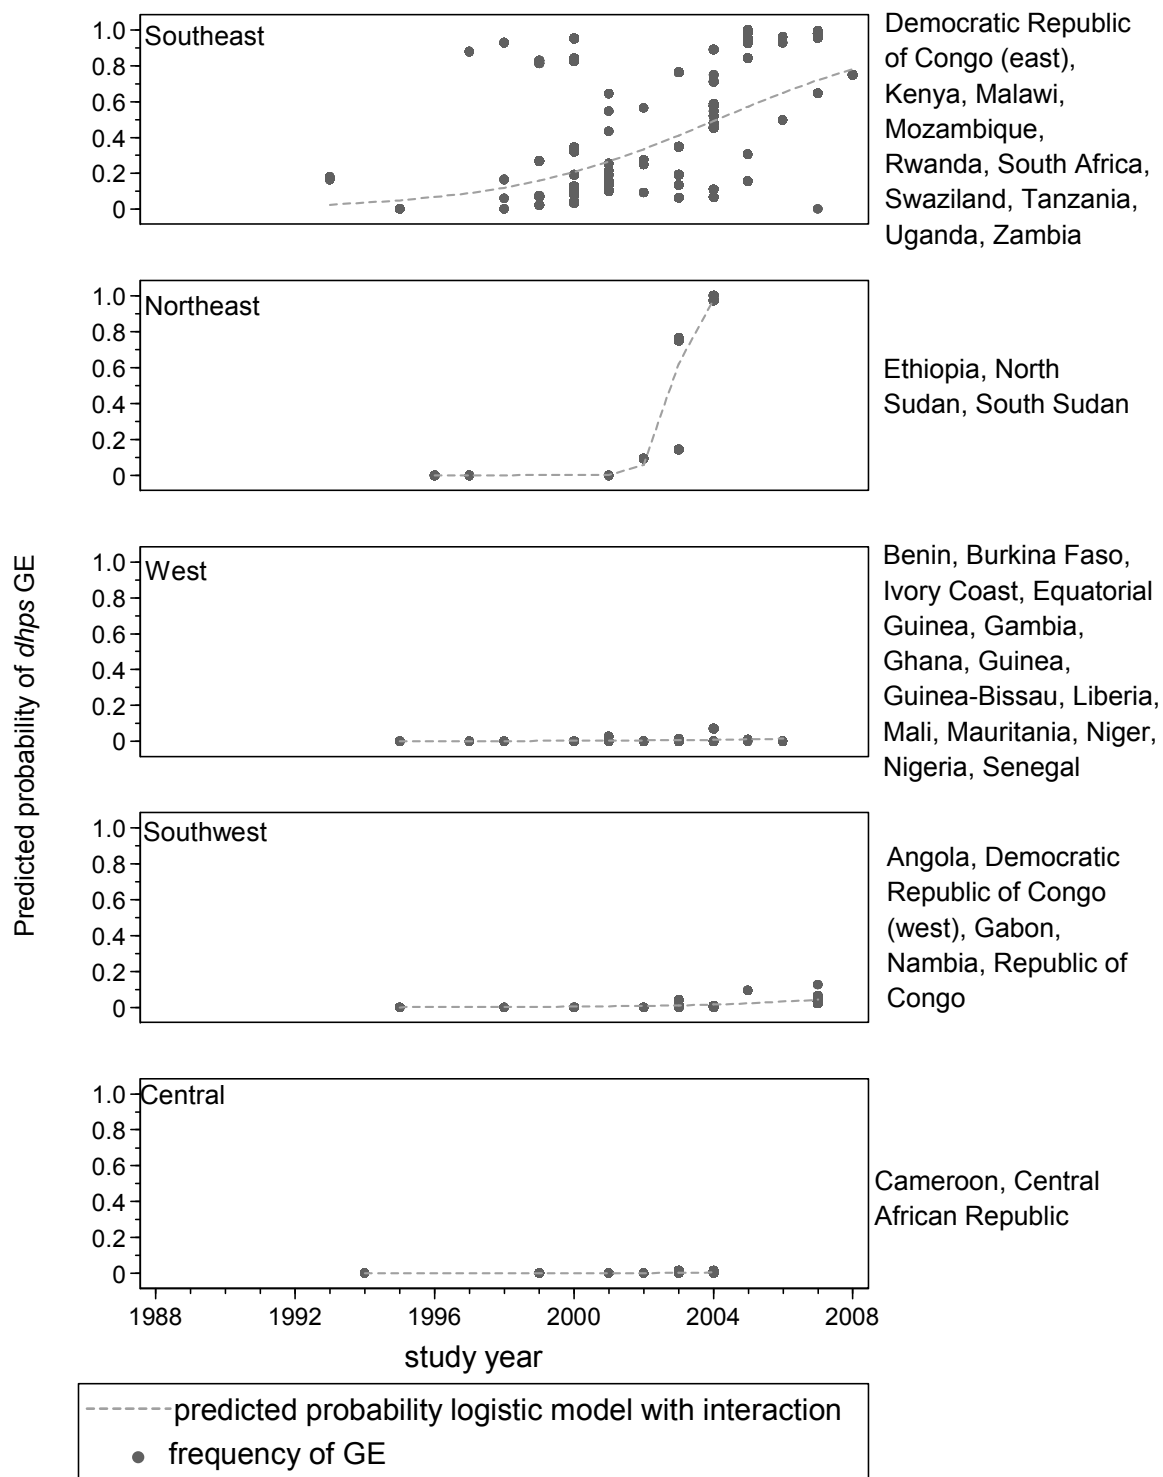 Predicted probability of dhps GE
1.0
0.8
0.6
0.4
0.2
0
Southeast
Democratic Republic
of Congo (east),
Kenya, Malawi,
Mozambique,
Rwanda, South Africa,
Swaziland, Tanzania,
Uganda, Zambia
1.0
0.8
0.6
0.4
0.2
0
Northeast
Ethiopia, North
Sudan, South Sudan
1.0
0.8
0.6
0.4
0.2
0
West
Benin, Burkina Faso,
Ivory Coast, Equatorial
Guinea, Gambia,
Ghana, Guinea,
Guinea-Bissau, Liberia,
Mali, Mauritania, Niger,
Nigeria, Senegal
1.0
0.8
0.6
0.4
0.2
0
Southwest
Angola, Democratic
Republic of Congo
(west), Gabon,
Nambia, Republic of
Congo
1.0
0.8
0.6
0.4
0.2
0
Central
Cameroon, Central
African Republic
1988 1992 1996 2000 2004 2008
study year
predicted probability logistic model with interaction
frequency of GE